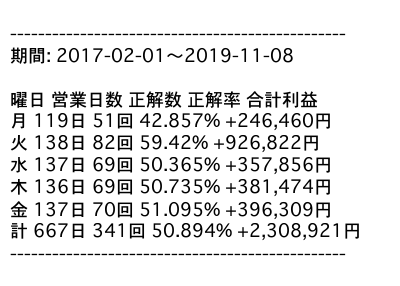 ------------------------------------------------
期間: 2017-02-01～2019-11-08
曜日 営業日数 正解数 正解率 合計利益
月 119日 51回 42.857% +246,460円
火 138日 82回 59.42% +926,822円
水 137日 69回 50.365% +357,856円
木 136日 69回 50.735% +381,474円
金 137日 70回 51.095% +396,309円
計 667日 341回 50.894% +2,308,921円
------------------------------------------------